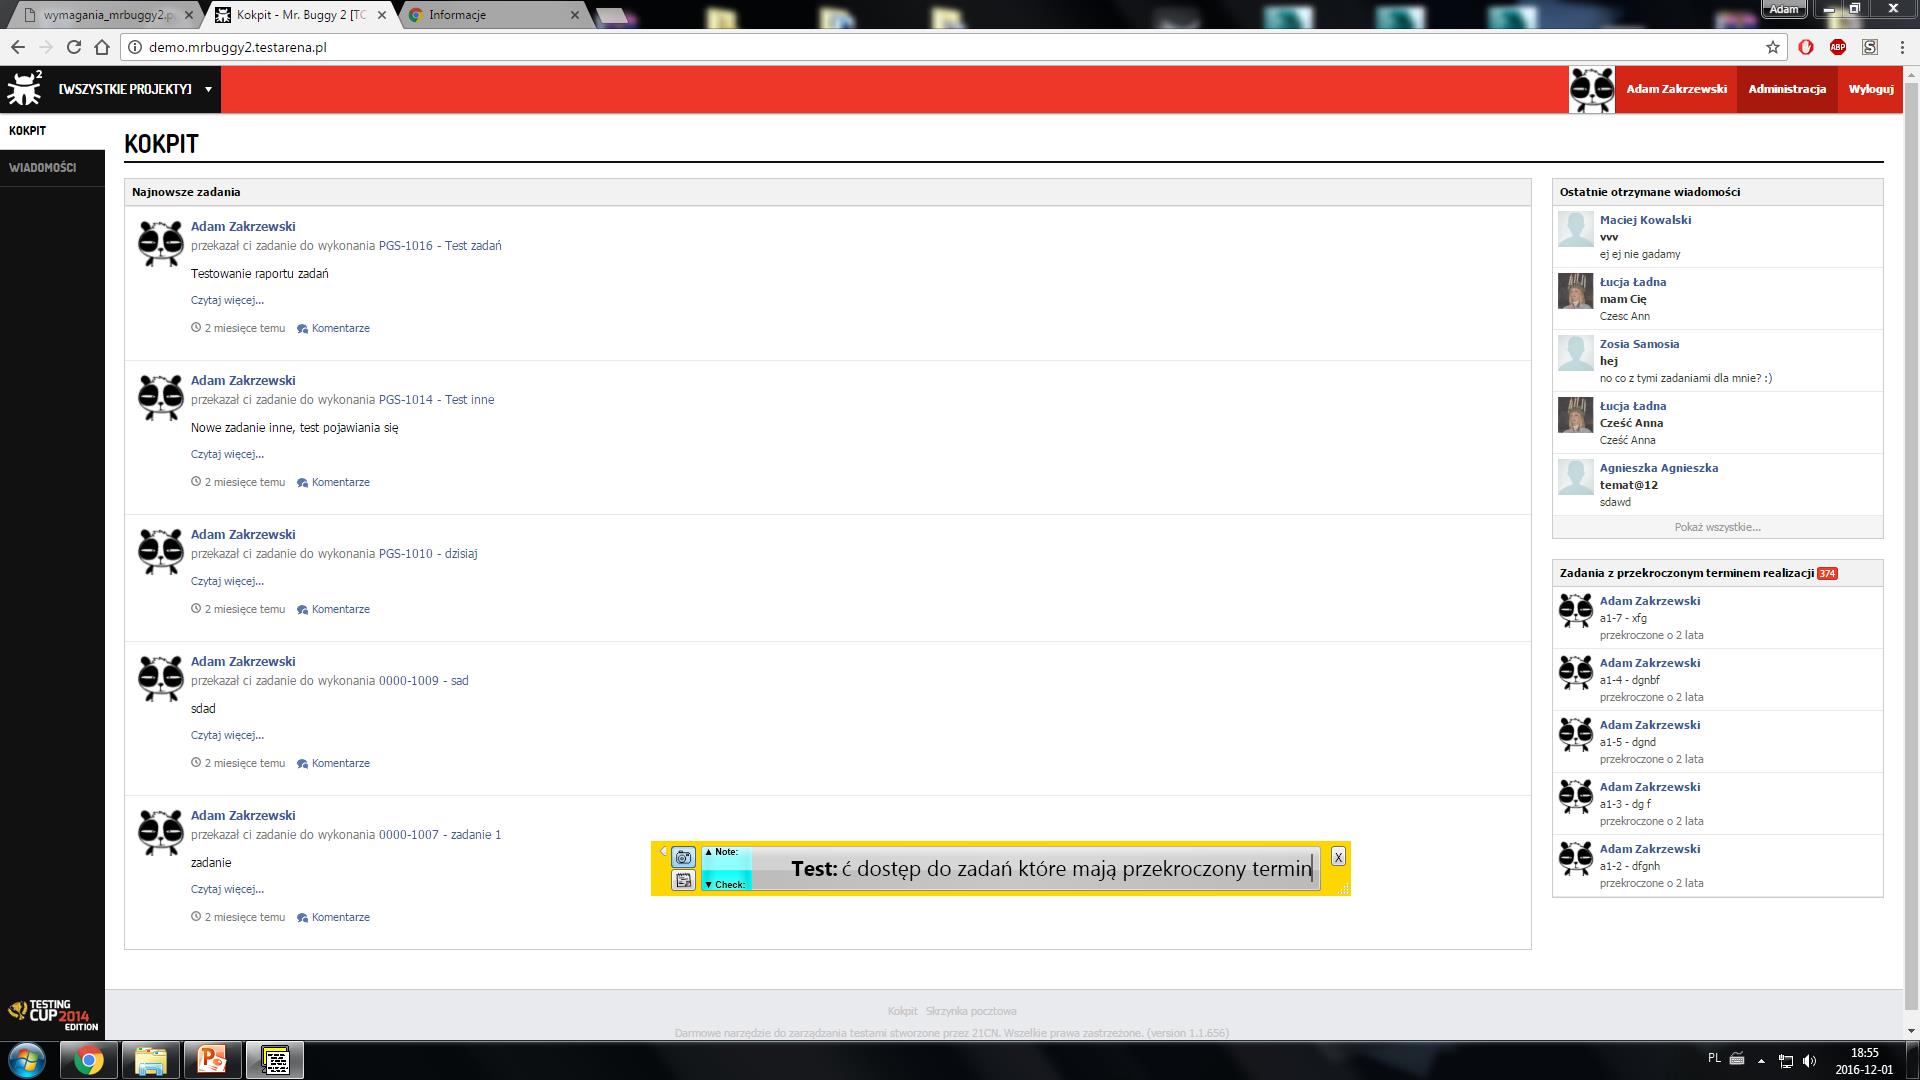 wymagania_mrbuggy2.p
Kokpit - Mr. Buggy 2 [TC
Informacje
Adam
demo.mrbuggy2.testarena.pl
ABP
S
2
[WSZYSTKIE PROJEKTY]
Adam Zakrzewski
Administracja
Wyloguj
KOKPIT
WIADOMOŚCI
KOKPIT
Najnowsze zadania
Adam Zakrzewski
przekazał ci zadanie do wykonania PGS-1016 - Test zadań
Testowanie raportu zadań
Czytaj więcej...
2 miesięce temu Komentarze
Adam Zakrzewski
przekazał ci zadanie do wykonania PGS-1014 - Test inne
Nowe zadanie inne, test pojawiania się
Czytaj więcej...
2 miesięce temu Komentarze
Adam Zakrzewski
przekazał ci zadanie do wykonania PGS-1010 - dzisiaj
Czytaj więcej...
2 miesięce temu Komentarze
Adam Zakrzewski
przekazał ci zadanie do wykonania 0000-1009 - sad
sdad
Czytaj więcej...
2 miesięce temu Komentarze
Adam Zakrzewski
przekazał ci zadanie do wykonania 0000-1007 - zadanie 1
zadanie
Czytaj więcej...
2 miesięce temu Komentarze
Ostatnie otrzymane wiadomości
Maciej Kowalski
vvv
ej ej nie gadamy
Łucja Ładna
mam Cię
Czesc Ann
Zosia Samosia
hej
no co z tymi zadaniami dla mnie? :)
Łucja Ładna
Cześć Anna
Cześć Anna
Agnieszka Agnieszka
temat@12
sdawd
Pokaż wszystkie...
Zadania z przekroczonym terminem realizacji 374
Adam Zakrzewski
a1-7 - xfg
przekroczone o 2 lata
Adam Zakrzewski
a1-4 - dgnbf
przekroczone o 2 lata
Adam Zakrzewski
a1-5 - dgnd
przekroczone o 2 lata
Adam Zakrzewski
a1-3 - dg f
przekroczone o 2 lata
Adam Zakrzewski
a1-2 - dfgnh
przekroczone o 2 lata
▲ Note:
Test: ć dostęp do zadań które mają przekroczony termin
▼ Check:
X
TESTING
CUP 2014
EDITION
Kokpit Skrzynka pocztowa
Darmowe narzędzie do zarządzania testami stworzone przez 21CN. Wszelkie prawa zastrzeżone. (version 1.1.656)
PL
18:55
2016-12-01